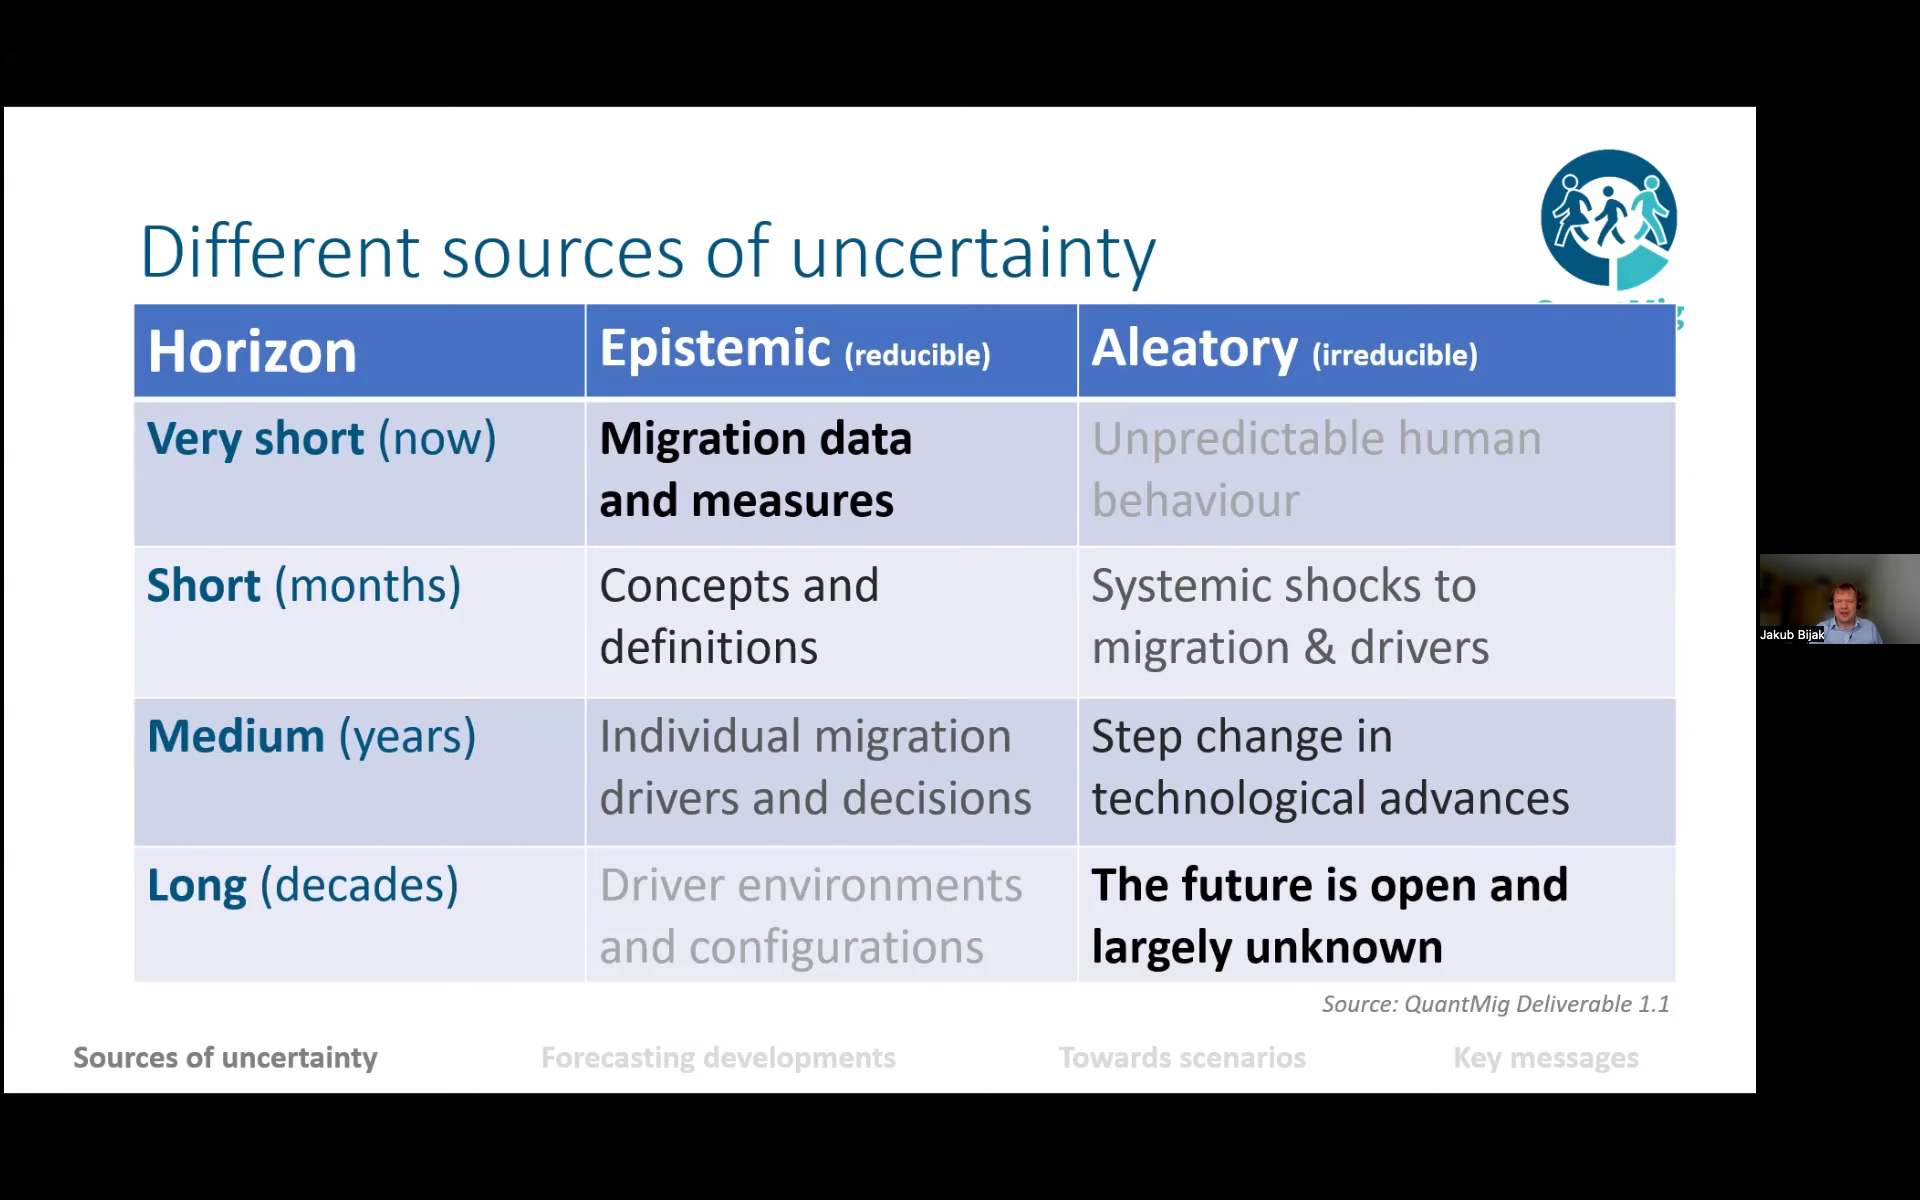 Different sources of uncertainty
Horizon
Epistemic (reducible)
Aleatory (irreducible)
Very short (now)
Migration data
and measures
Unpredictable human
behaviour
Short (months)
Concepts and
definitions
Systemic shocks to
migration & drivers
Medium (years)
Individual migration
drivers and decisions
Step change in
technological advances
Long (decades)
Driver environments
and configurations
The future is open and
largely unknown
Source: QuantMig Deliverable 1.1
Sources of uncertainty
Forecasting developments
Towards scenarios
Key messages
Jakub Bijak